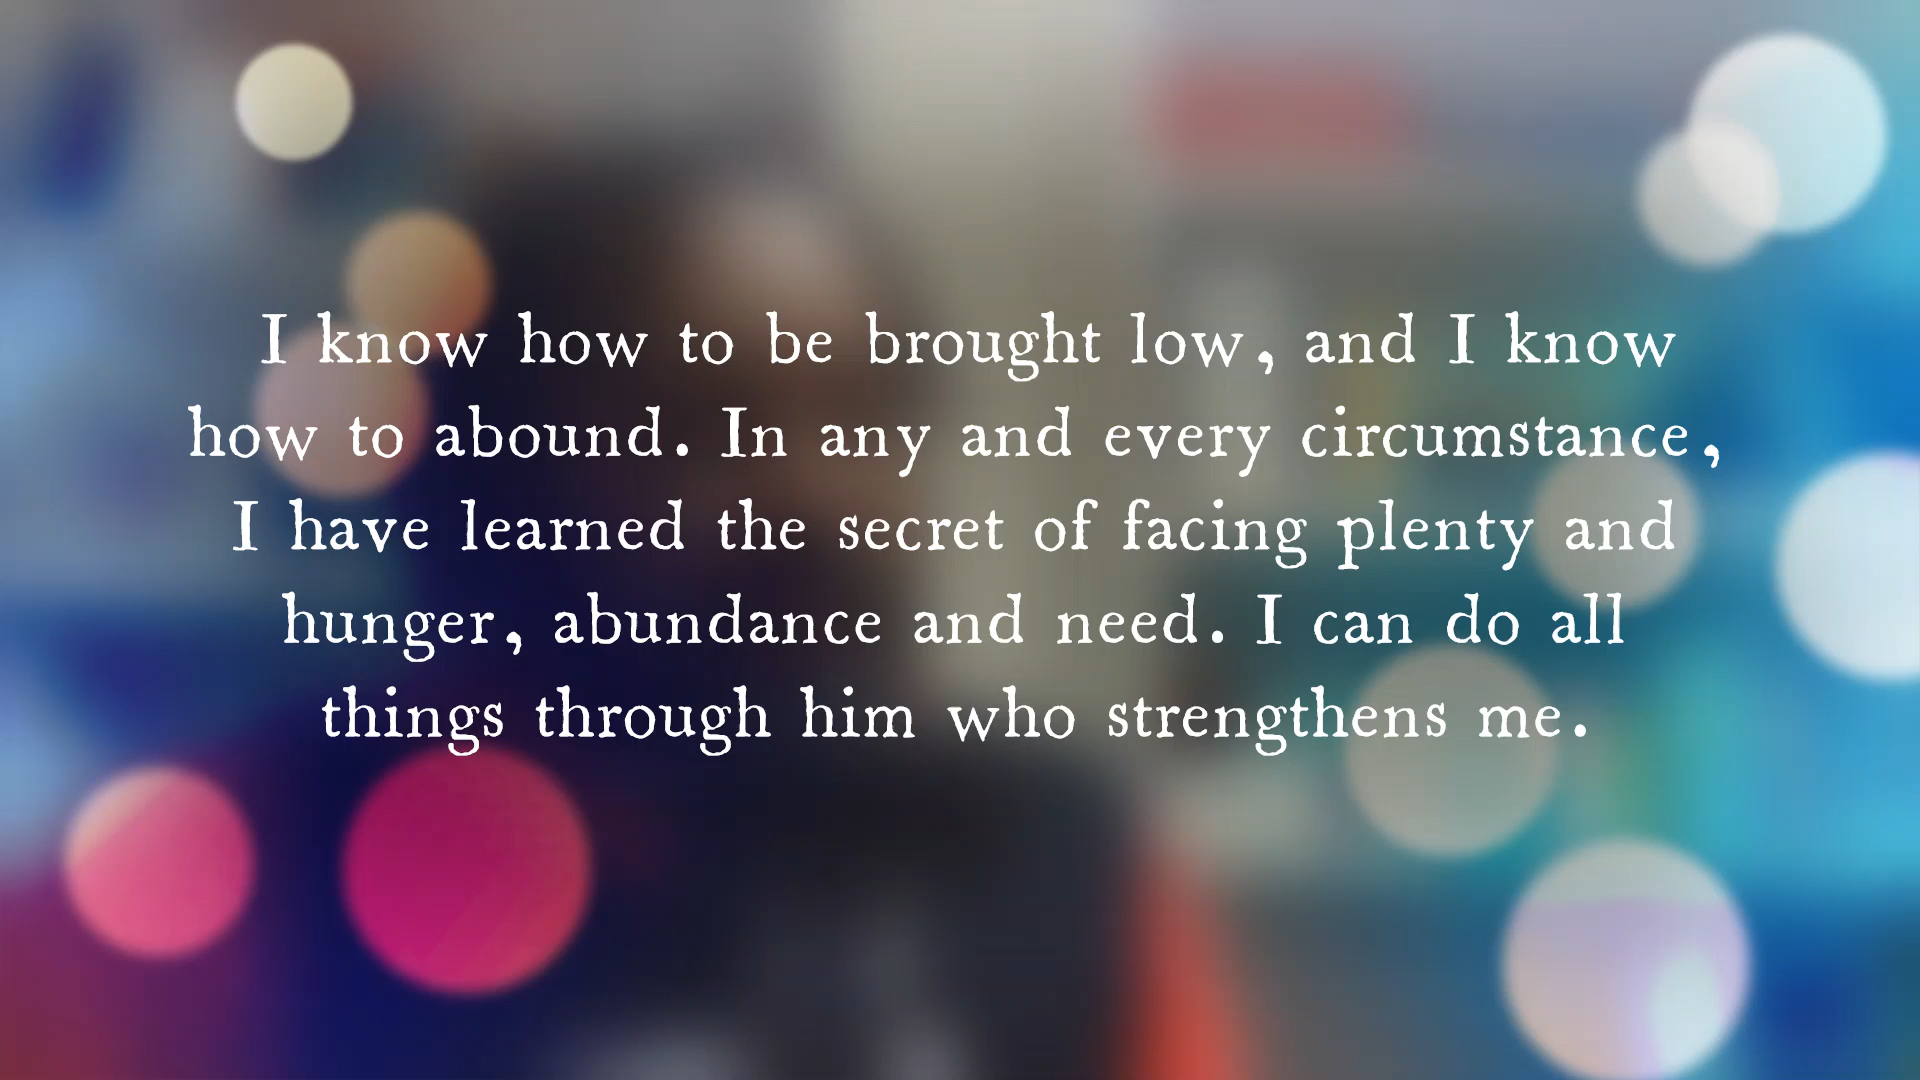 I know how to be brought low, and I know
how to abound. In any and every circumstance,
I have learned the secret of facing plenty and
hunger, abundance and need. I can do all
things through him who strengthens me.